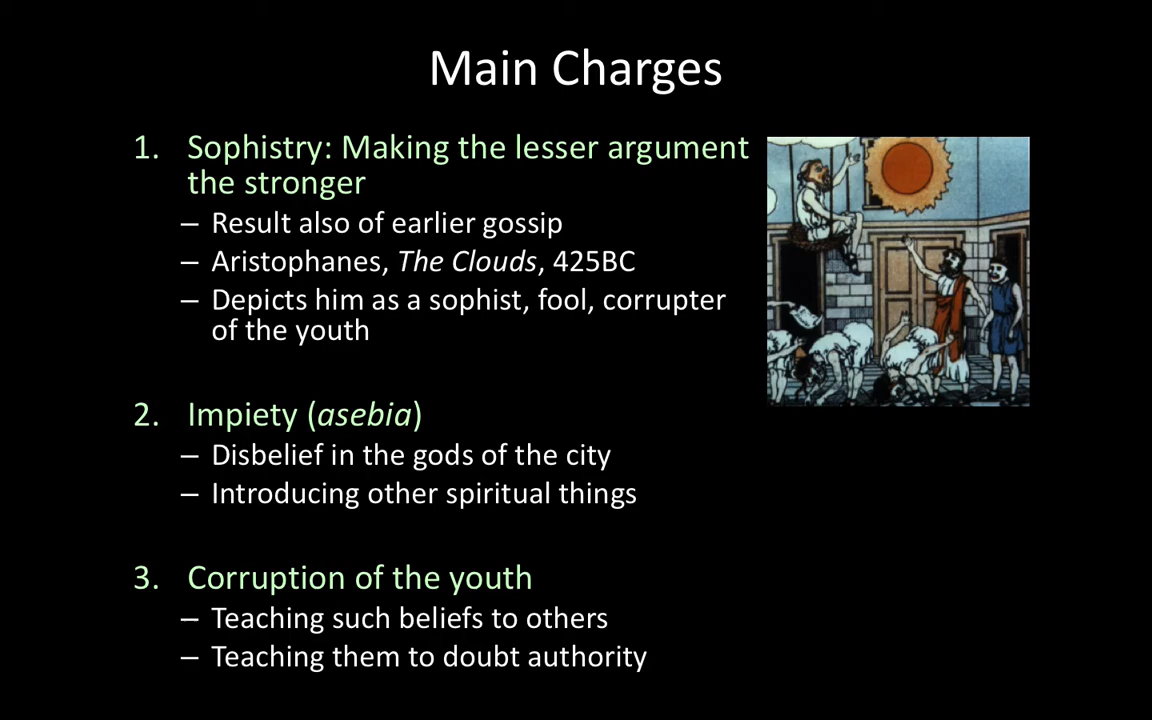 Main Charges
1. Sophistry: Making the lesser argument
the stronger
– Result also of earlier gossip
– Aristophanes, The Clouds, 425BC
– Depicts him as a sophist, fool, corrupter
of the youth
2. Impiety (asebia)
– Disbelief in the gods of the city
– Introducing other spiritual things
3. Corruption of the youth
– Teaching such beliefs to others
– Teaching them to doubt authority